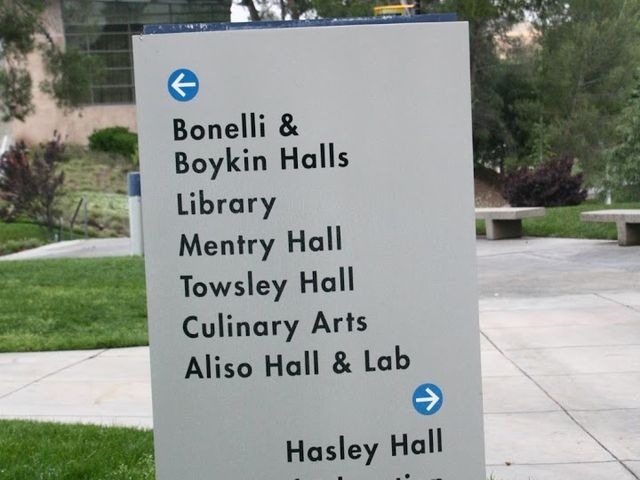 Bonelli &
Boykin Halls
Library
Mentry Hall
Towsley Hall
Culinary Arts
Aliso Hall & Lab
Hasley Hall